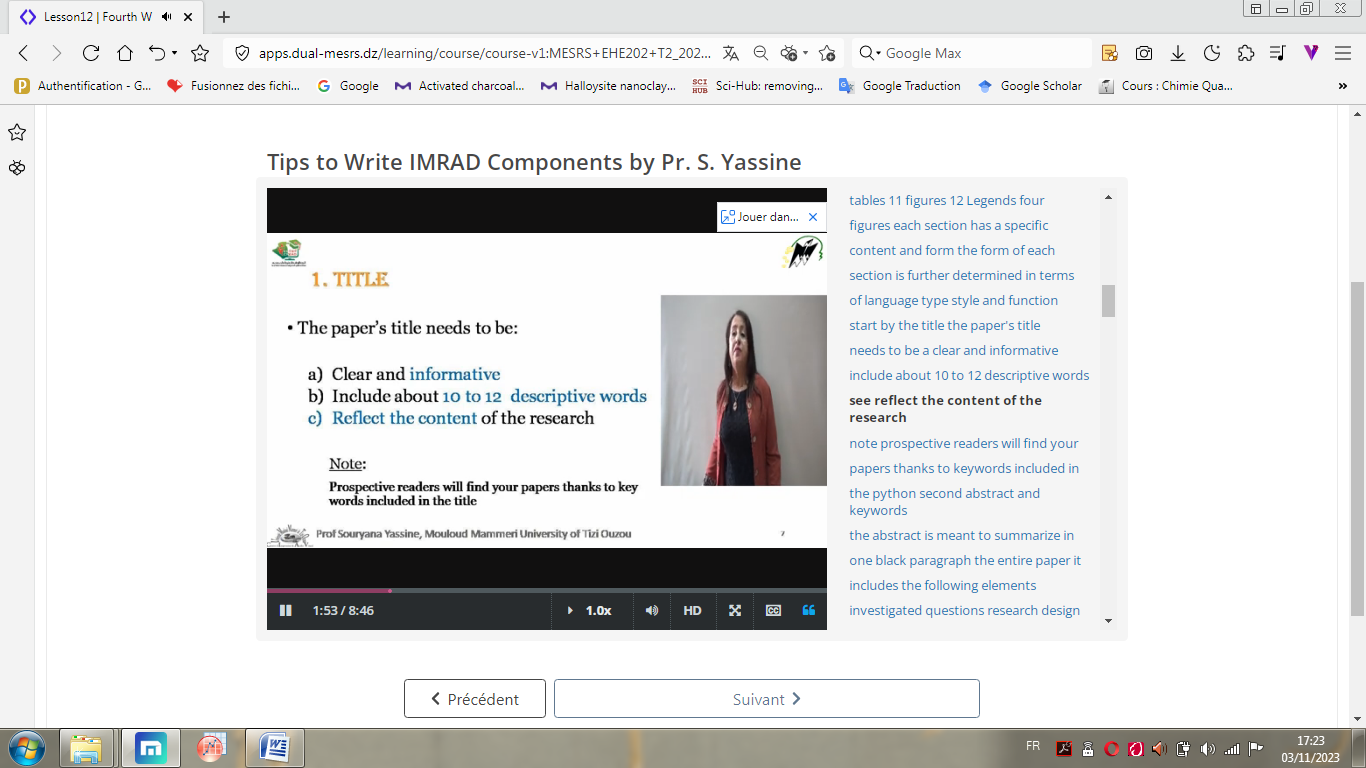 Lesson12 | Fourth W
apps.dual-mesrs.dz/learning/course/course-v1:MESRS+EHE202+T2_202...
Google Max
Authentification - G...
Fusionnez des fichi...
Google
Activated charcoal...
Halloysite nanoclay...
SCI HUB
Sci-Hub: removing...
Google Traduction
Google Scholar
Cours : Chimie Qua...
Tips to Write IMRAD Components by Pr. S. Yassine
Jouer dan...
1. TITLE
• The paper's title needs to be:
a) Clear and informative
b) Include about 10 to 12 descriptive words
c) Reflect the content of the research
Note:
Prospective readers will find your papers thanks to key
words included in the title
Prof Souryana Yassine, Mouloud Mammeri University of Tizi Ouzou
7
1:53 / 8:46
1.0x
HD
CC
tables 11 figures 12 Legends four
figures each section has a specific
content and form the form of each
section is further determined in terms
of language type style and function
start by the title the paper's title
needs to be a clear and informative
include about 10 to 12 descriptive words
see reflect the content of the
research
note prospective readers will find your
papers thanks to keywords included in
the python second abstract and
keywords
the abstract is meant to summarize in
one black paragraph the entire paper it
includes the following elements
investigated questions research design
Précédent
Suivant
FR
17:23
03/11/2023